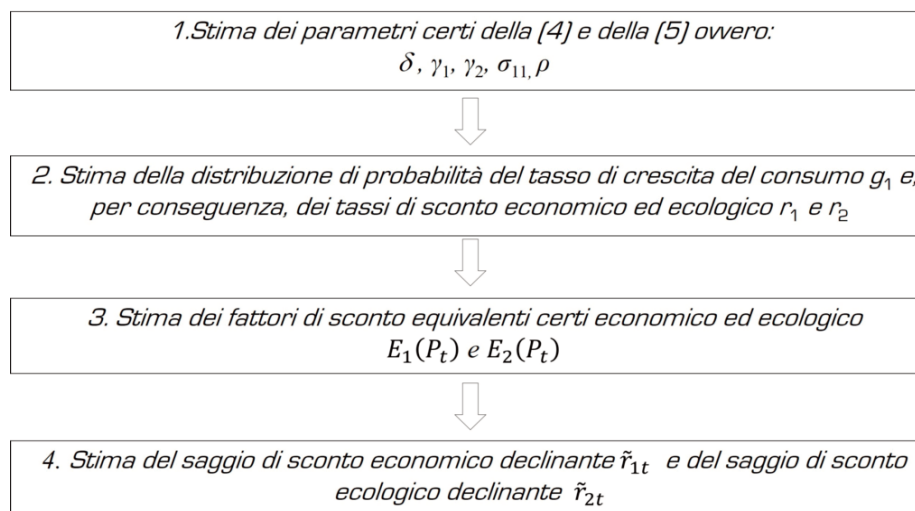 1.Stima dei parametri certi della (4) e della (5) ovvero:
δ, γ₁, γ₂, σ₁₁, ρ
2. Stima della distribuzione di probabilità del tasso di crescita del consumo g₁ e,
per conseguenza, dei tassi di sconto economico ed ecologico r₁ e r₂
3. Stima dei fattori di sconto equivalenti certi economico ed ecologico
E₁(Pₜ) e E₂(Pₜ)
4. Stima del saggio di sconto economico declinante r̃₁ₜ e del saggio di sconto
ecologico declinante r̃₂ₜ